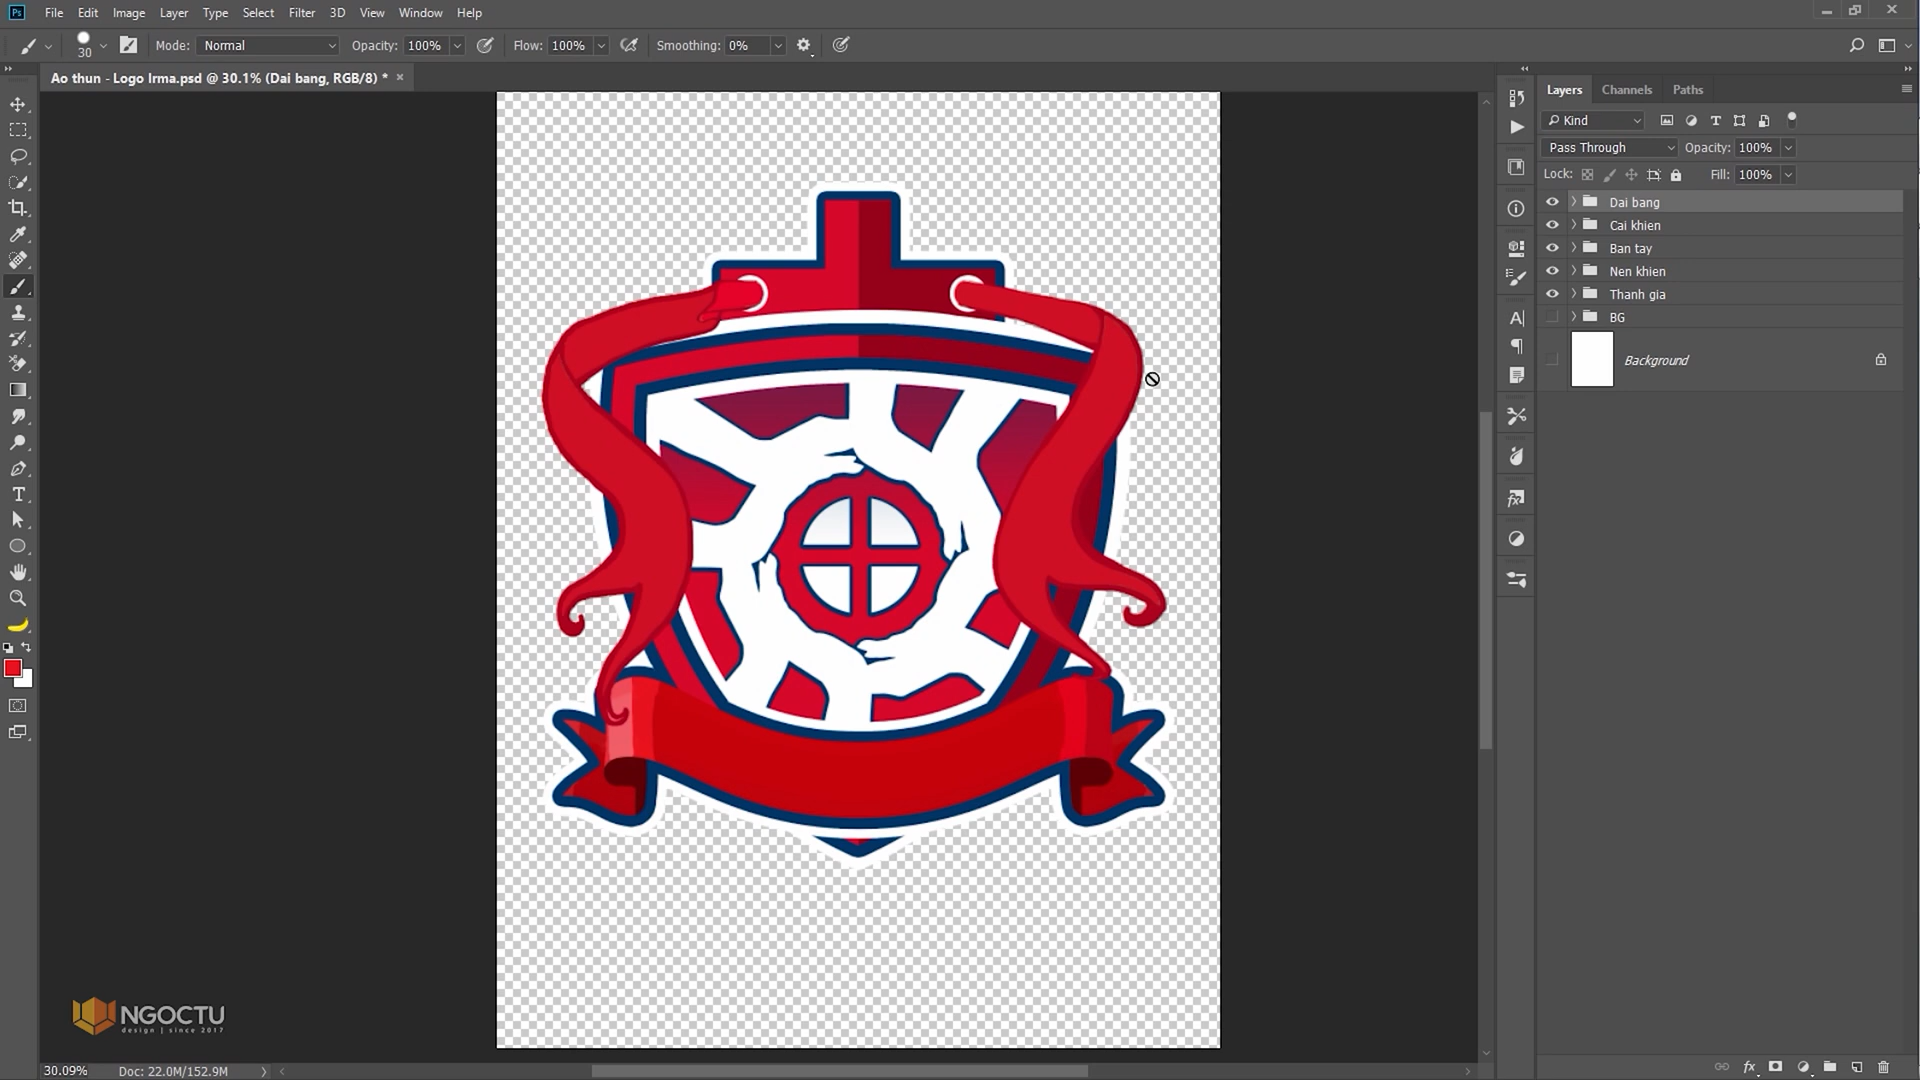 Ps File Edit Image Layer Type Select Filter 3D View Window Help
30 Mode: Normal Opacity: 100% Flow: 100% Smoothing: 0%
Ao thun - Logo Irma.psd @ 30.1% (Dai bang, RGB/8) *
Layers Channels Paths
Kind
Pass Through Opacity: 100%
Lock: Fill: 100%
Dai bang
Cai khien
Ban tay
Nen khien
Thanh gia
BG
Background
NGOCTU
design | since 2017
30.09% Doc: 22.0M/152.9M